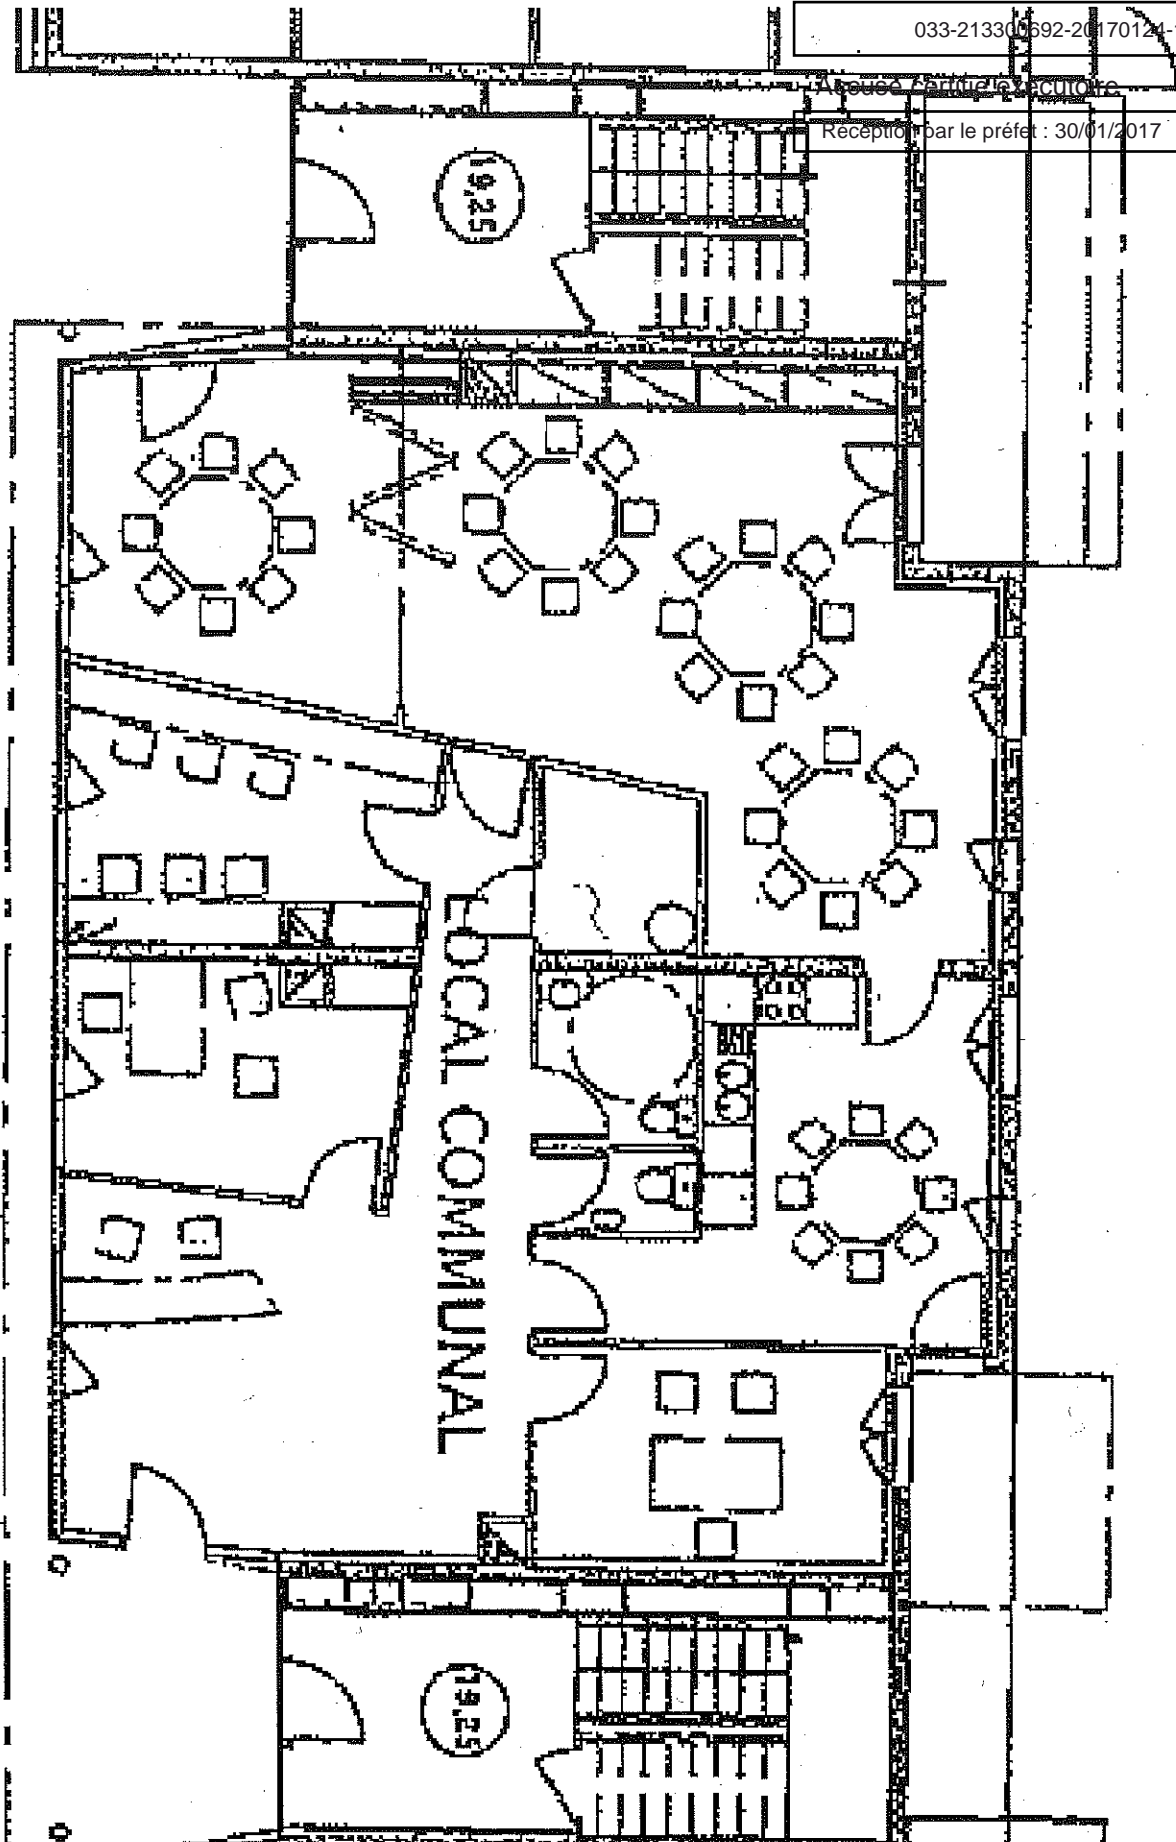 033-213300692-20170124-
Accusé certifié exécutoire
Réception par le préfet : 30/01/2017
19,25
LOCAL COMMUNAL
19,25